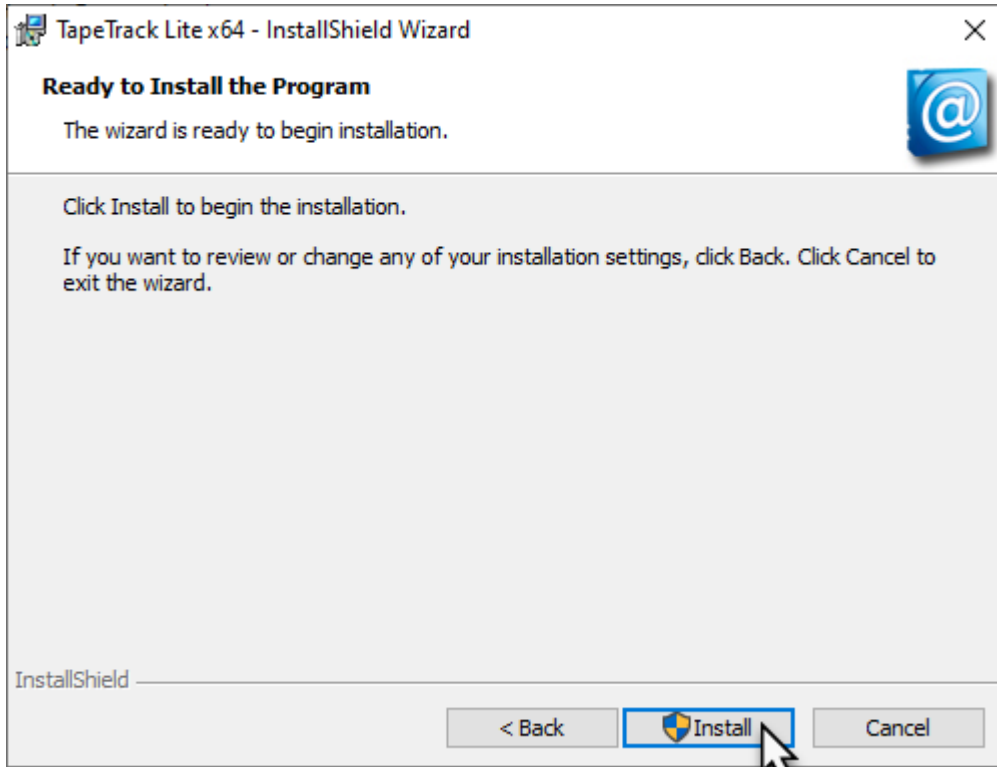 TapeTrack Lite x64 - InstallShield Wizard
Ready to Install the Program
The wizard is ready to begin installation.
@
Click Install to begin the installation.
If you want to review or change any of your installation settings, click Back. Click Cancel to
exit the wizard.
InstallShield
< Back
Install
Cancel